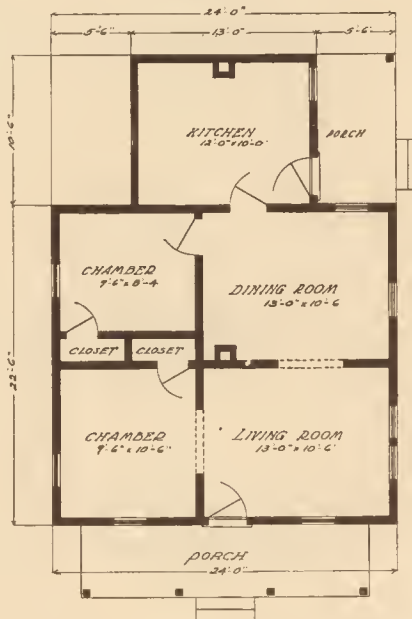 24'-0"
5'-6" 13'-0" 5'-6"
10'-6"
KITCHEN
12'-0" x 10'-0"
PORCH
CHAMBER
9'-6" x 8'-4
DINING ROOM
13'-0" x 10'-6
CLOSET CLOSET
22'-6"
CHAMBER
9'-6" x 10'-6"
LIVING ROOM
13'-0" x 10'-6"
PORCH
24'-0"